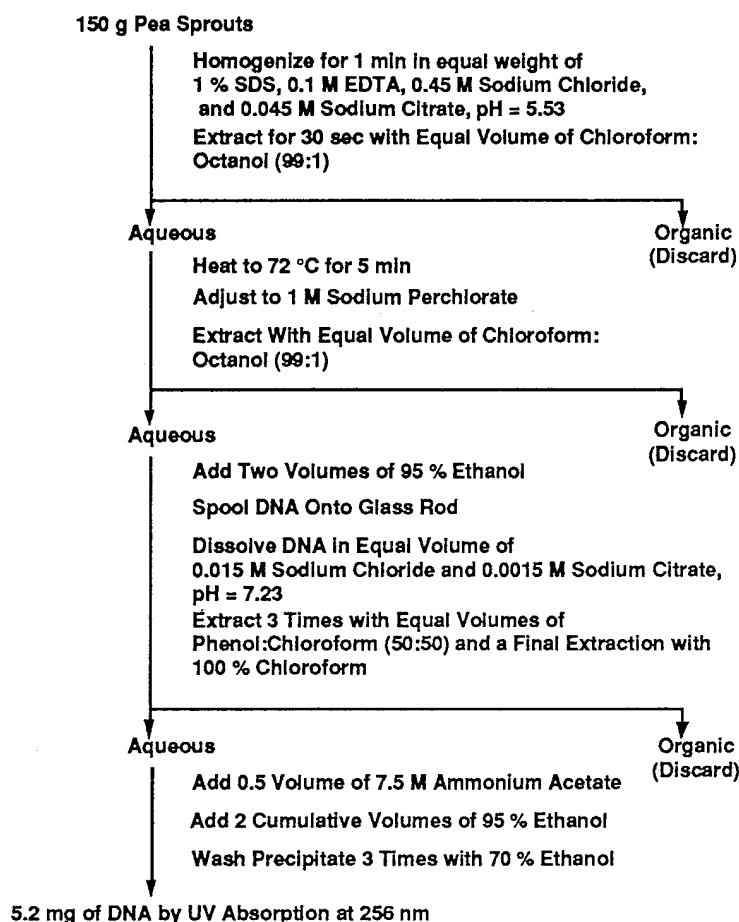 150 g Pea Sprouts
Homogenize for 1 min in equal weight of
1 % SDS, 0.1 M EDTA, 0.45 M Sodium Chloride,
and 0.045 M Sodium Citrate, pH = 5.53
Extract for 30 sec with Equal Volume of Chloroform:
Octanol (99:1)
Aqueous
Organic
(Discard)
Heat to 72 °C for 5 min
Adjust to 1 M Sodium Perchlorate
Extract With Equal Volume of Chloroform:
Octanol (99:1)
Aqueous
Organic
(Discard)
Add Two Volumes of 95 % Ethanol
Spool DNA Onto Glass Rod
Dissolve DNA in Equal Volume of
0.015 M Sodium Chloride and 0.0015 M Sodium Citrate,
pH = 7.23
Extract 3 Times with Equal Volumes of
Phenol:Chloroform (50:50) and a Final Extraction with
100 % Chloroform
Aqueous
Organic
(Discard)
Add 0.5 Volume of 7.5 M Ammonium Acetate
Add 2 Cumulative Volumes of 95 % Ethanol
Wash Precipitate 3 Times with 70 % Ethanol
5.2 mg of DNA by UV Absorption at 256 nm